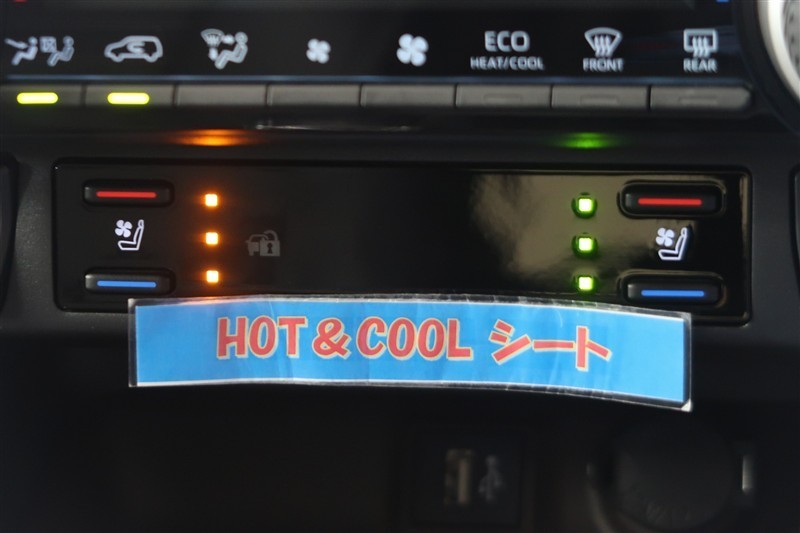 ECO
HEAT/COOL
FRONT
REAR
HOT&COOL シート